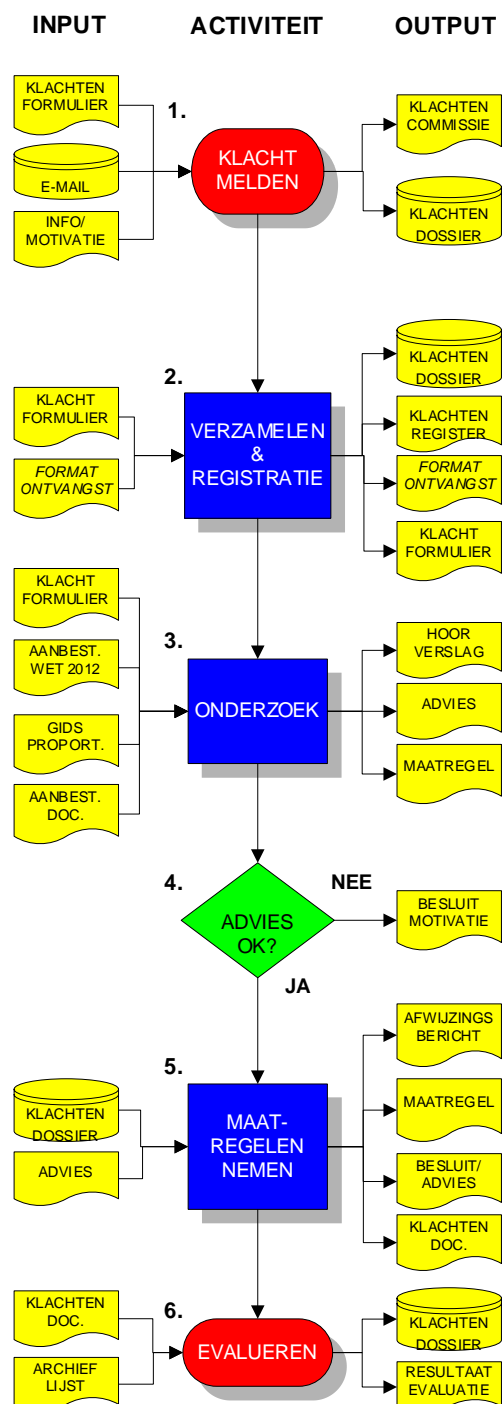 INPUT
ACTIVITEIT
OUTPUT
KLACHTEN
FORMULIER
E-MAIL
INFO/
MOTIVATIE
1.
KLACHT
MELDEN
KLACHTEN
COMMISSIE
KLACHTEN
DOSSIER
KLACHT
FORMULIER
FORMAT
ONTVANGST
2.
VERZAMELEN
&
REGISTRATIE
KLACHTEN
DOSSIER
KLACHTEN
REGISTER
FORMAT
ONTVANGST
KLACHT
FORMULIER
KLACHT
FORMULIER
AANBEST.
WET 2012
GIDS
PROPORT.
AANBEST.
DOC.
3.
ONDERZOEK
HOOR
VERSLAG
ADVIES
MAATREGEL
4.
ADVIES
OK?
NEE
JA
BESLUIT
MOTIVATIE
KLACHTEN
DOSSIER
ADVIES
5.
MAAT-
REGELEN
NEMEN
AFWIJZINGS
BERICHT
MAATREGEL
BESLUIT/
ADVIES
KLACHTEN
DOC.
KLACHTEN
DOC.
ARCHIEF
LIJST
6.
EVALUEREN
KLACHTEN
DOSSIER
RESULTAAT
EVALUATIE